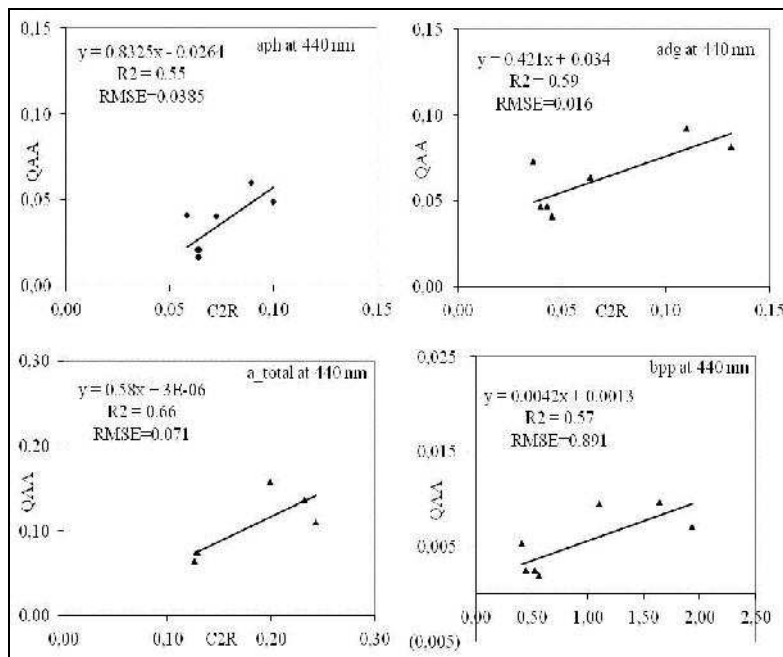 0,15
0,10
0,05
0,00
QAA
y = 0.8325x - 0.0264
R2 = 0.55
RMSE=0.0385
aph at 440 nm
0,00 0,05 C2R 0,10 0,15
0,15
0,10
0,05
0,00
QAA
y = 0.421x + 0.034
R2 = 0.59
RMSE=0.016
adg at 440 nm
0,00 0,05 C2R 0,10 0,15
0,30
0,20
0,10
0.00
QAA
y = 0.58x - 3E-06
R2 = 0.66
RMSE=0.071
a_total at 440 nm
0,00 0,10 C2R 0,20 0,30
0,025
0,015
0,005
(0,005)
QAA
y = 0.0042x + 0.0013
R2 = 0.57
RMSE=0.891
bpp at 440 nm
0,00 1,00 2,00 2,50